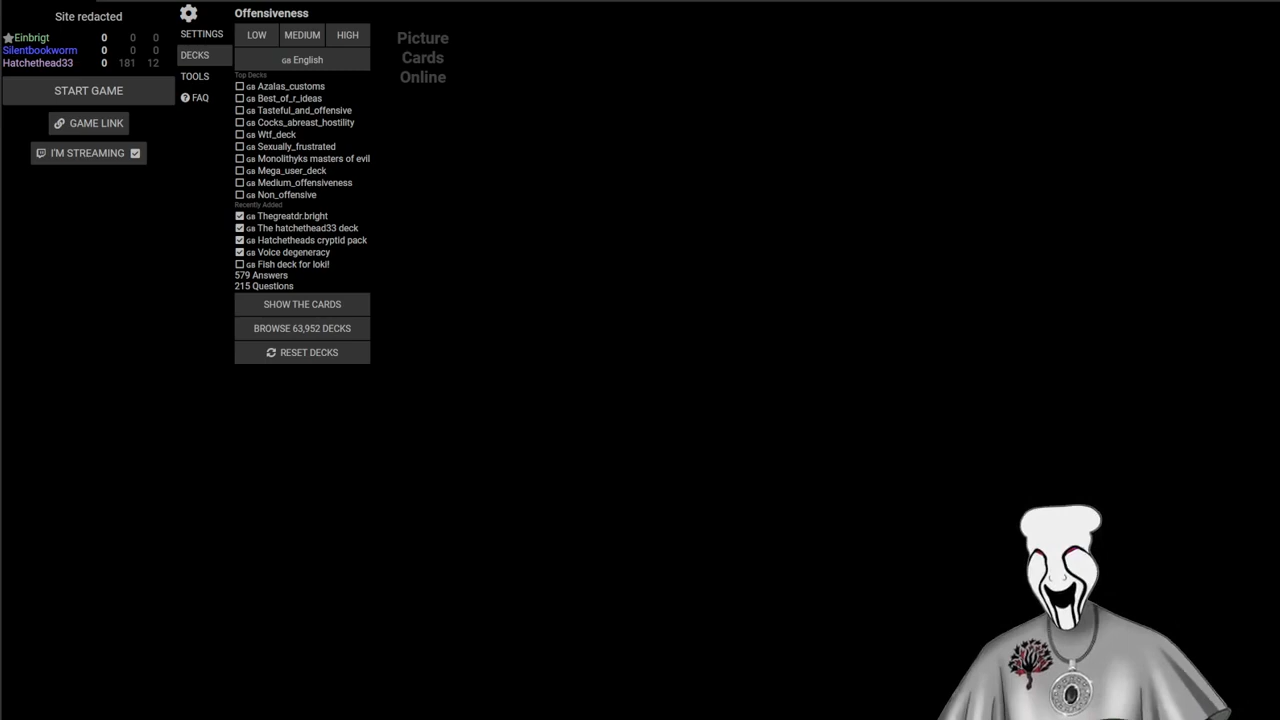 Site redacted
Einbrigt 0 0 0
Silentbookworm 0 0 0
Hatchethead33 0 181 12
START GAME
GAME LINK
I'M STREAMING
SETTINGS
DECKS
TOOLS
FAQ
Offensiveness
LOW MEDIUM HIGH
GB English
Top Decks
GB Azalas_customs
GB Best_of_r_ideas
GB Tasteful_and_offensive
GB Cocks_abreast_hostility
GB Wtf_deck
GB Sexually_frustrated
GB Monolithyks masters of evil
GB Mega_user_deck
GB Medium_offensiveness
GB Non_offensive
Recently Added
GB Thegreatdr.bright
GB The hatchethead33 deck
GB Hatchetheads cryptid pack
GB Voice degeneracy
GB Fish deck for loki!
579 Answers
215 Questions
SHOW THE CARDS
BROWSE 63,952 DECKS
RESET DECKS
Picture
Cards
Online